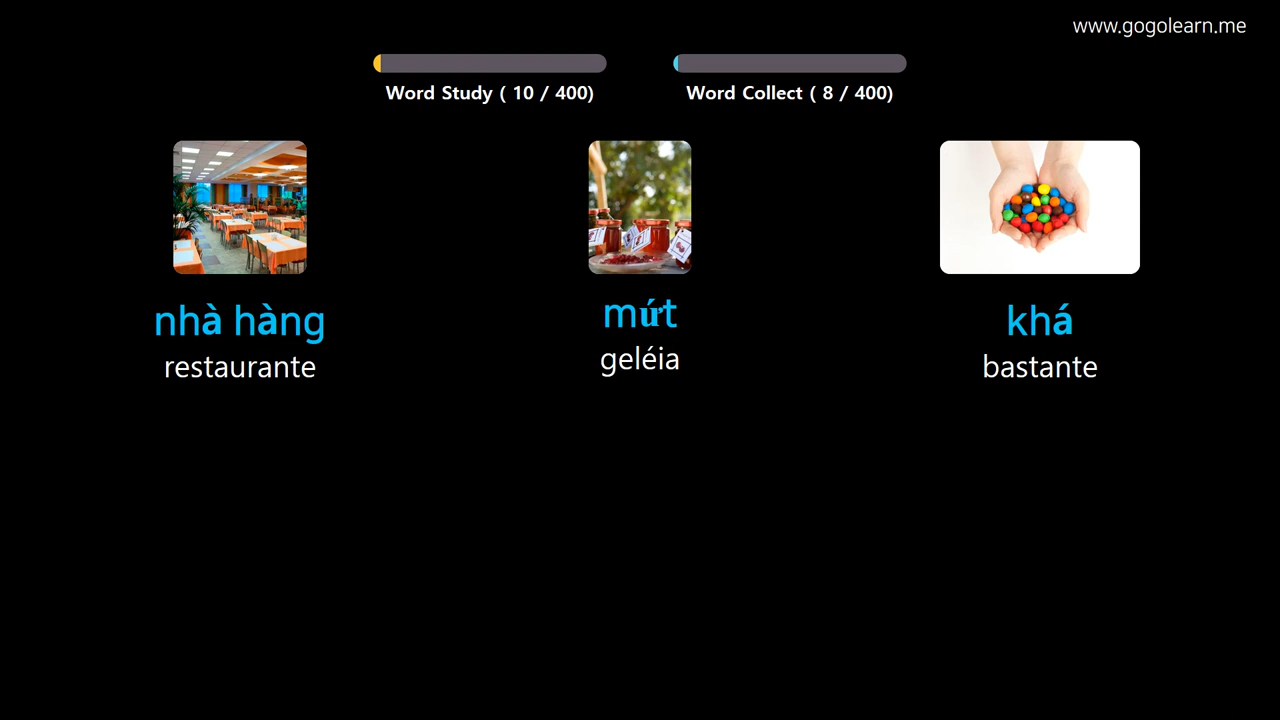 www.gogolearn.me
Word Study ( 10 / 400)
Word Collect ( 8 / 400)
nhà hàng
restaurante
mứt
geléia
khá
bastante